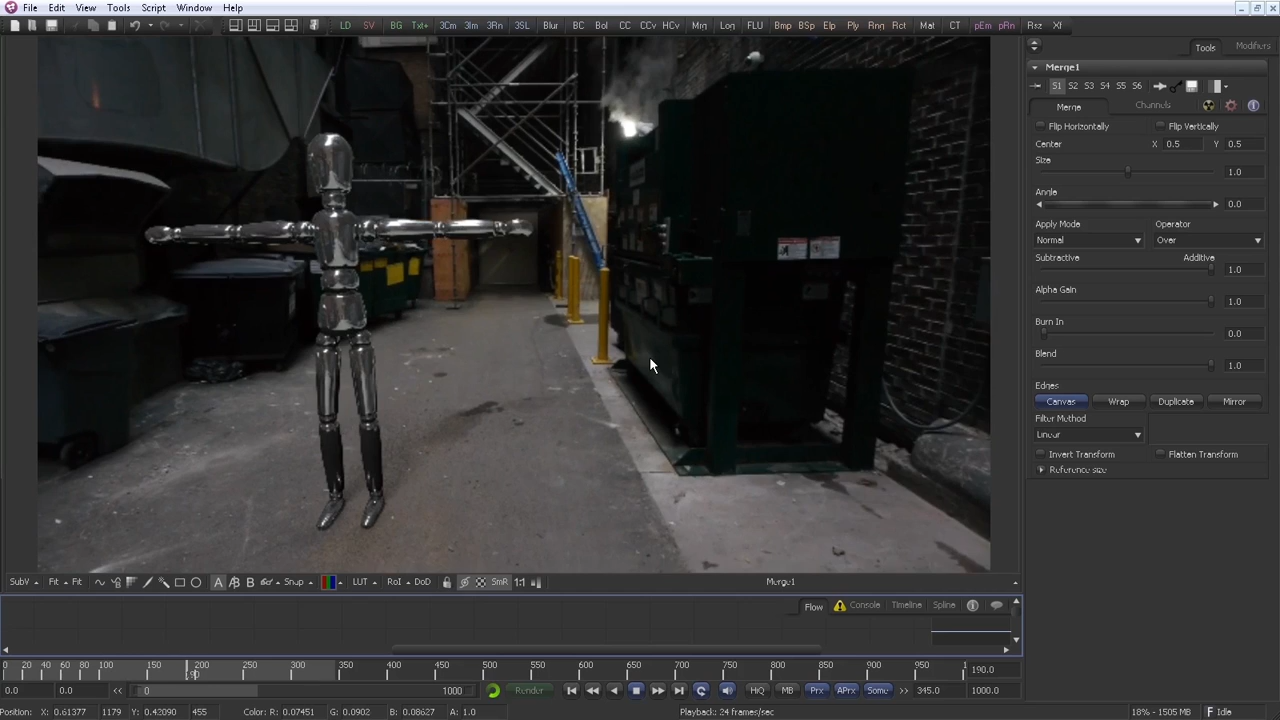 File Edit View Tools Script Window Help
LD SV BG Txt+ 3Cm 3Im 3Rn 3SL Blur BC Bol CC CCv HCv Mrg Log FLU Bmp BSp Elp Ply Rng Rct Mat CT pEm pRn Rsz Xf
Tools Modifiers
Merge1
S1 S2 S3 S4 S5 S6
Merge Channels
Flip Horizontally Flip Vertically
Center X 0.5 Y 0.5
Size
1.0
Angle
0.0
Apply Mode Operator
Normal Over
Subtractive Additive
1.0
Alpha Gain
1.0
Burn In
0.0
Blend
1.0
Edges
Canvas Wrap Duplicate Mirror
Filter Method
Linear
Invert Transform Flatten Transform
Reference size
SubV Fit Fit A B Snap LUT RoI DoD SmR 1:1 Merge1
Flow Console Timeline Spline
0 20 40 60 80 100 150 200 250 300 350 400 450 500 550 600 650 700 750 800 850 900 950 190.0
190
0.0 0.0 << 0 1000 Render HiQ MB Prx APrx Some >> 345.0 1000.0
Position: X: 0.61377 1179 Y: 0.42090 455 Color: R: 0.07451 G: 0.0902 B: 0.08627 A: 1.0 Playback: 24 frames/sec 18% - 1505 MB Idle